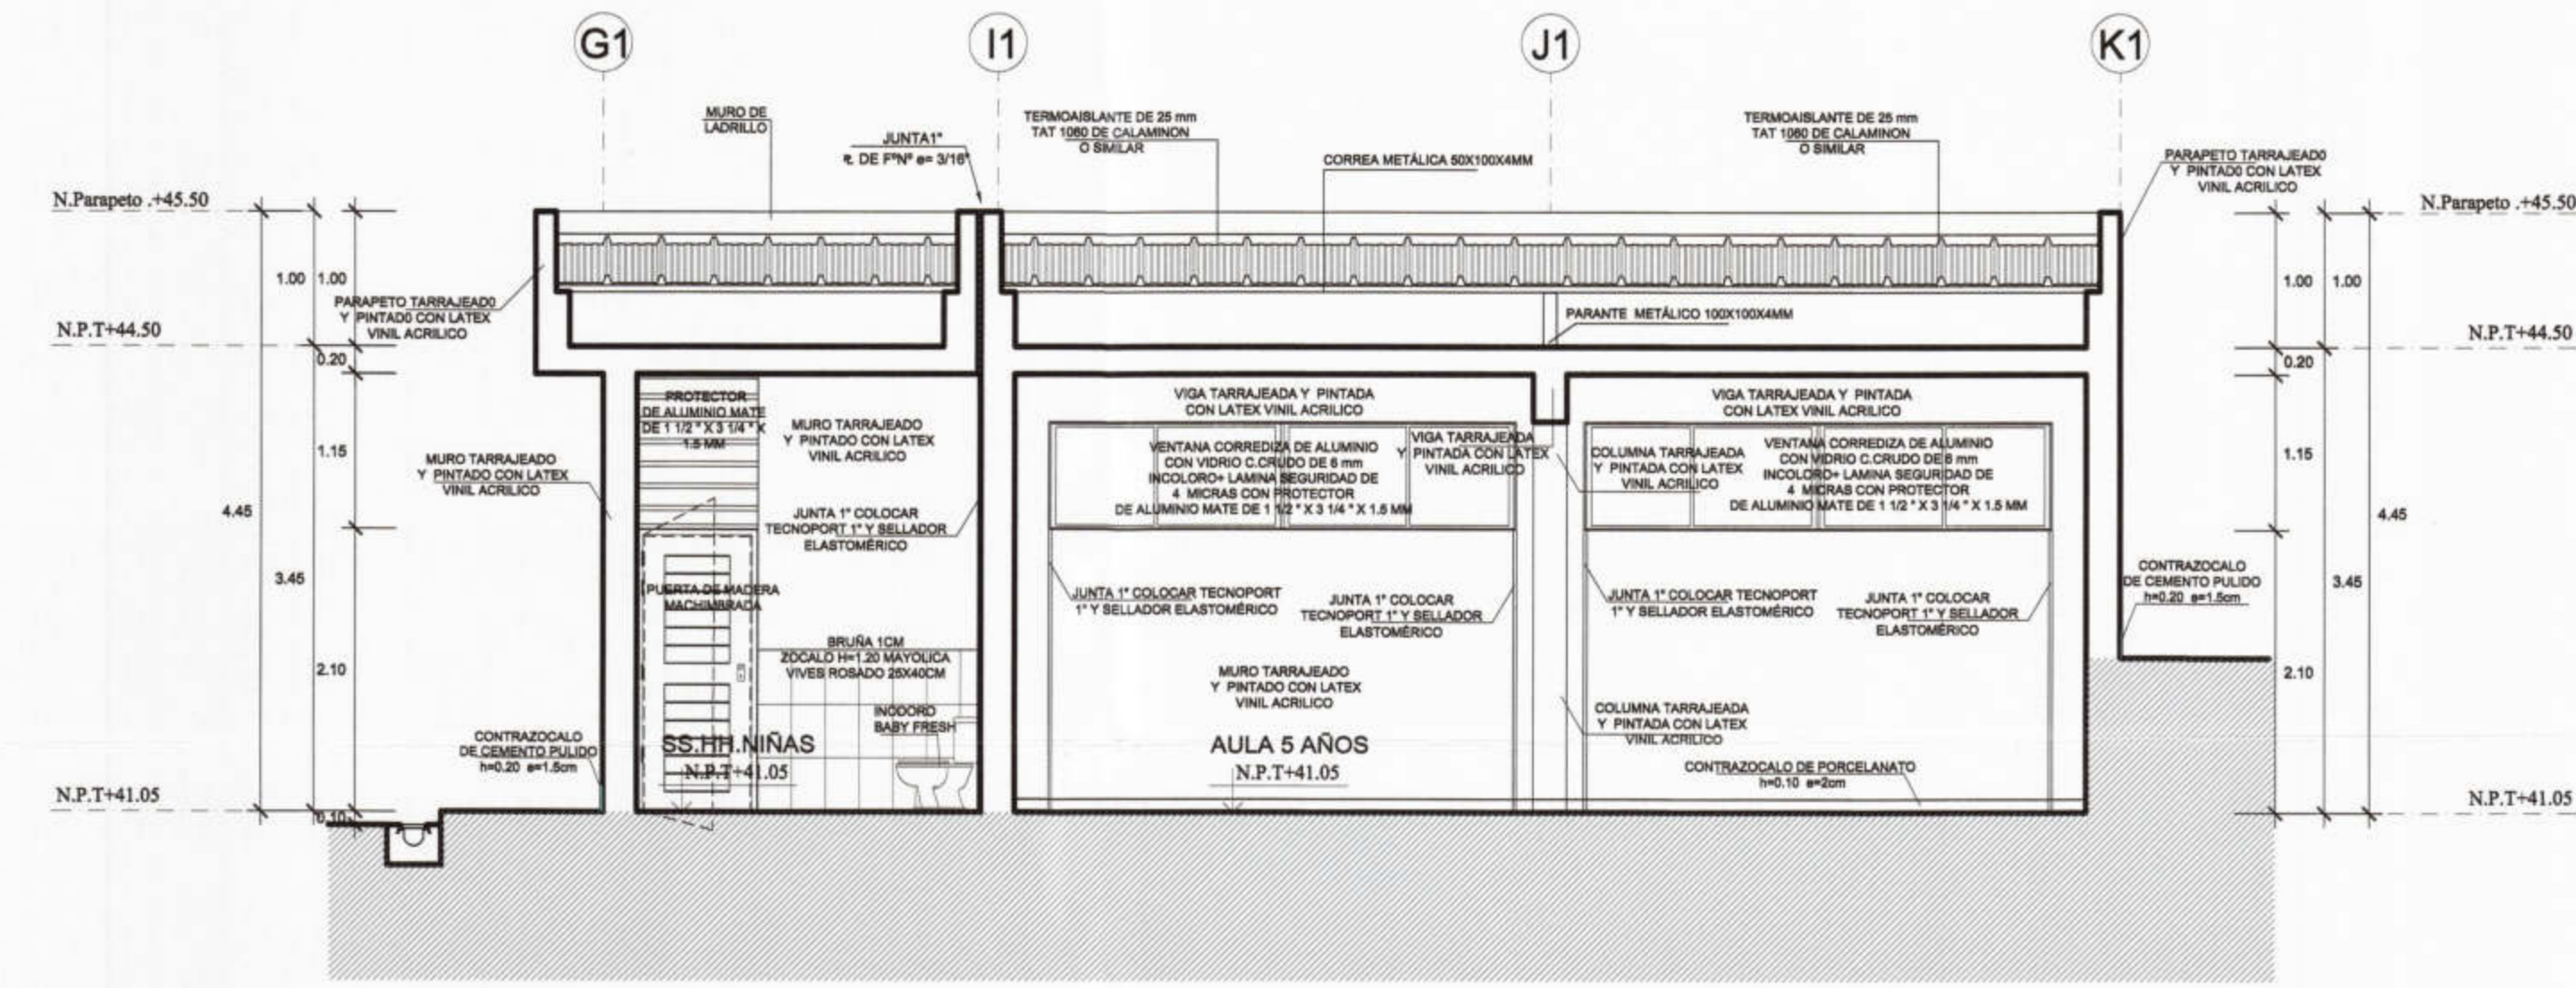 G1
I1
J1
K1
MURO DE
LADRILLO
JUNTA1"
DE FºNº e= 3/16"
TERMOAISLANTE DE 25 mm
TAT 1060 DE CALAMINON
O SIMILAR
CORREA METÁLICA 50X100X4MM
TERMOAISLANTE DE 25 mm
TAT 1060 DE CALAMINON
O SIMILAR
PARAPETO TARRAJEADO
Y PINTADO CON LATEX
VINIL ACRILICO
N.Parapeto .+45.50
N.Parapeto .+45.50
1.00
1.00
1.00
1.00
PARAPETO TARRAJEADO
Y PINTADO CON LATEX
VINIL ACRILICO
PARANTE METÁLICO 100X100X4MM
N.P.T+44.50
N.P.T+44.50
0.20
0.20
PROTECTOR
DE ALUMINIO MATE
DE 1 1/2 " X 3 1/4 " X
1.5 MM
MURO TARRAJEADO
Y PINTADO CON LATEX
VINIL ACRILICO
VIGA TARRAJEADA Y PINTADA
CON LATEX VINIL ACRILICO
VIGA TARRAJEADA Y PINTADA
CON LATEX VINIL ACRILICO
VENTANA CORREDIZA DE ALUMINIO
CON VIDRIO C.CRUDO DE 6 mm
INCOLORO+ LAMINA SEGURIDAD DE
4 MICRAS CON PROTECTOR
DE ALUMINIO MATE DE 1 1/2 " X 3 1/4 " X 1.5 MM
VIGA TARRAJEADA
Y PINTADA CON LATEX
VINIL ACRILICO
COLUMNA TARRAJEADA
Y PINTADA CON LATEX
VINIL ACRILICO
VENTANA CORREDIZA DE ALUMINIO
CON VIDRIO C.CRUDO DE 6 mm
INCOLORO+ LAMINA SEGURIDAD DE
4 MICRAS CON PROTECTOR
DE ALUMINIO MATE DE 1 1/2 " X 3 1/4 " X 1.5 MM
1.15
1.15
MURO TARRAJEADO
Y PINTADO CON LATEX
VINIL ACRILICO
4.45
4.45
JUNTA 1" COLOCAR
TECNOPORT 1" Y SELLADOR
ELASTOMÉRICO
3.45
3.45
PUERTA DE MADERA
MACHIMBRADA
JUNTA 1" COLOCAR TECNOPORT
1" Y SELLADOR ELASTOMÉRICO
JUNTA 1" COLOCAR
TECNOPORT 1" Y SELLADOR
ELASTOMÉRICO
JUNTA 1" COLOCAR TECNOPORT
1" Y SELLADOR ELASTOMÉRICO
JUNTA 1" COLOCAR
TECNOPORT 1" Y SELLADOR
ELASTOMÉRICO
CONTRAZOCALO
DE CEMENTO PULIDO
h=0.20 e=1.5cm
2.10
2.10
BRUÑA 1CM
ZOCALO H=1.20 MAYOLICA
VIVES ROSADO 25X40CM
MURO TARRAJEADO
Y PINTADO CON LATEX
VINIL ACRILICO
INODORO
BABY FRESH
COLUMNA TARRAJEADA
Y PINTADA CON LATEX
VINIL ACRILICO
CONTRAZOCALO
DE CEMENTO PULIDO
h=0.20 e=1.5cm
SS.HH.NIÑAS
N.P.T+41.05
AULA 5 AÑOS
N.P.T+41.05
CONTRAZOCALO DE PORCELANATO
h=0.10 e=2cm
N.P.T+41.05
N.P.T+41.05
0.10